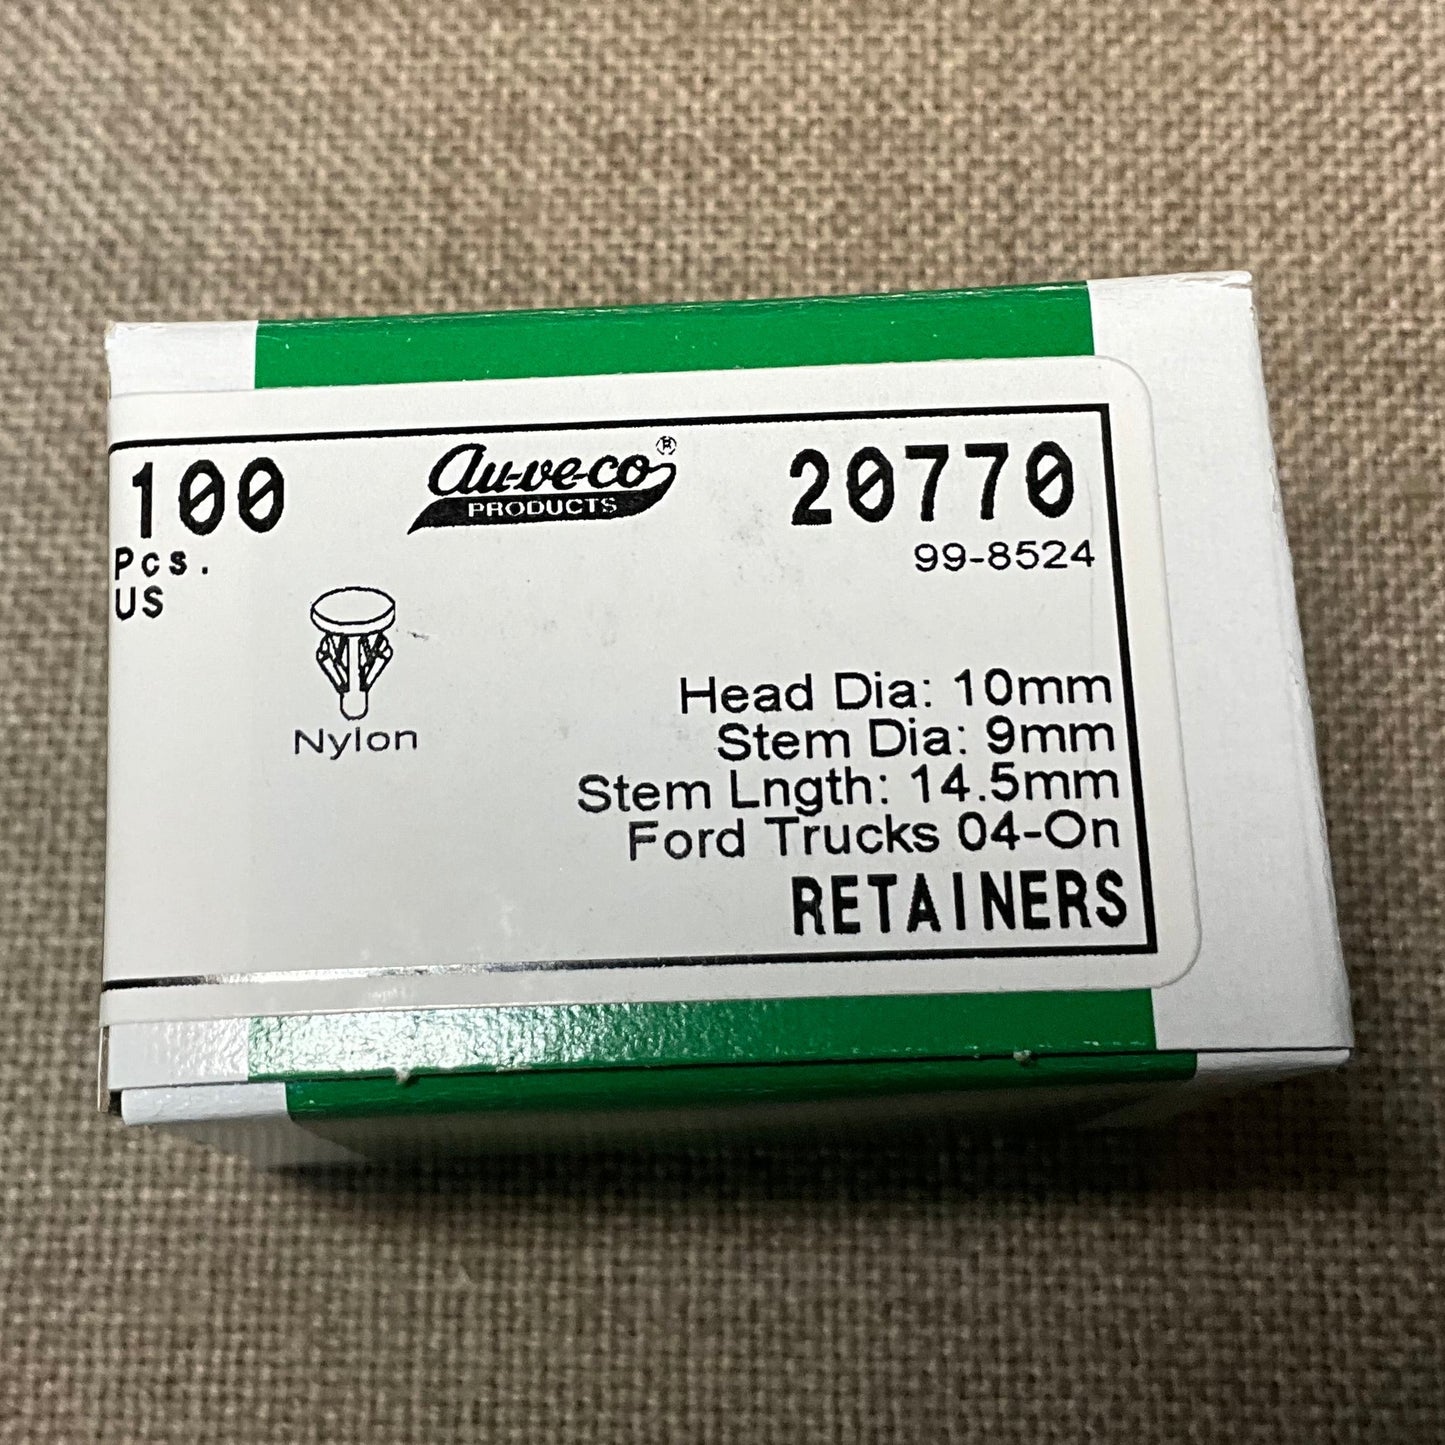 100
Pcs.
US
Au-ve-co®
PRODUCTS
20770
99-8524
Nylon
Head Dia: 10mm
Stem Dia: 9mm
Stem Lngth: 14.5mm
Ford Trucks 04-On
RETAINERS